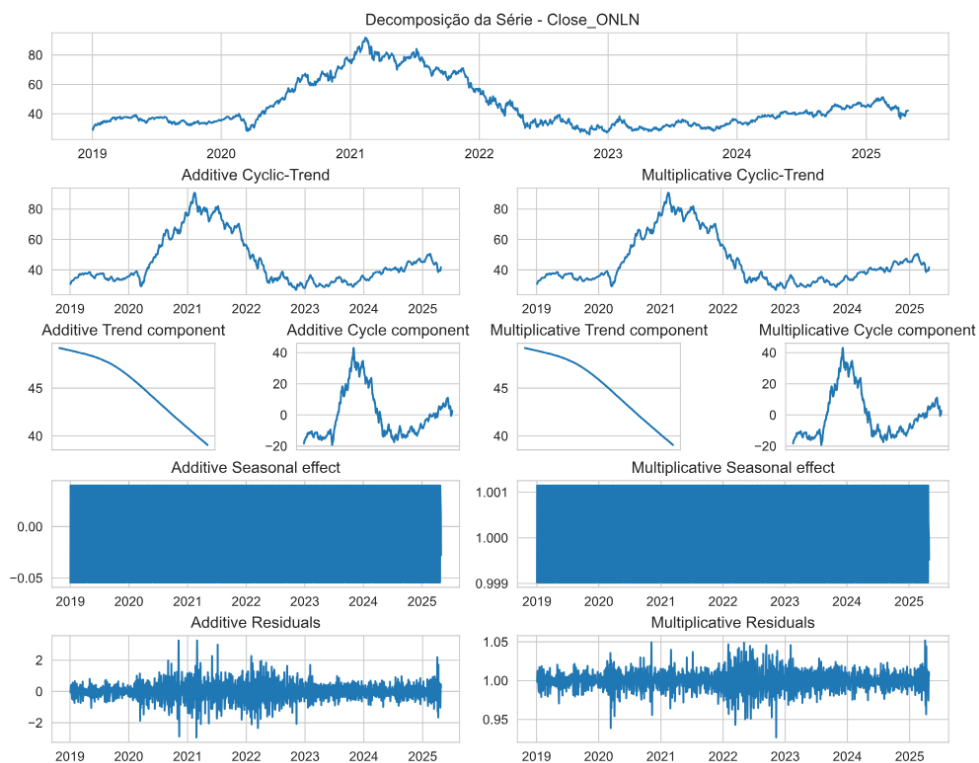 Decomposição da Série - Close_ONLN
80
60
40
2019 2020 2021 2022 2023 2024 2025
Additive Cyclic-Trend Multiplicative Cyclic-Trend
80 80
60 60
40 40
2019 2020 2021 2022 2023 2024 2025 2019 2020 2021 2022 2023 2024 2025
Additive Trend component Additive Cycle component Multiplicative Trend component Multiplicative Cycle component
40 40
45 20 45 20
0 0
40 −20 40 −20
Additive Seasonal effect Multiplicative Seasonal effect
1.001
0.00 1.000
−0.05 0.999
2019 2020 2021 2022 2023 2024 2025 2019 2020 2021 2022 2023 2024 2025
Additive Residuals Multiplicative Residuals
2 1.05
0 1.00
−2 0.95
2019 2020 2021 2022 2023 2024 2025 2019 2020 2021 2022 2023 2024 2025